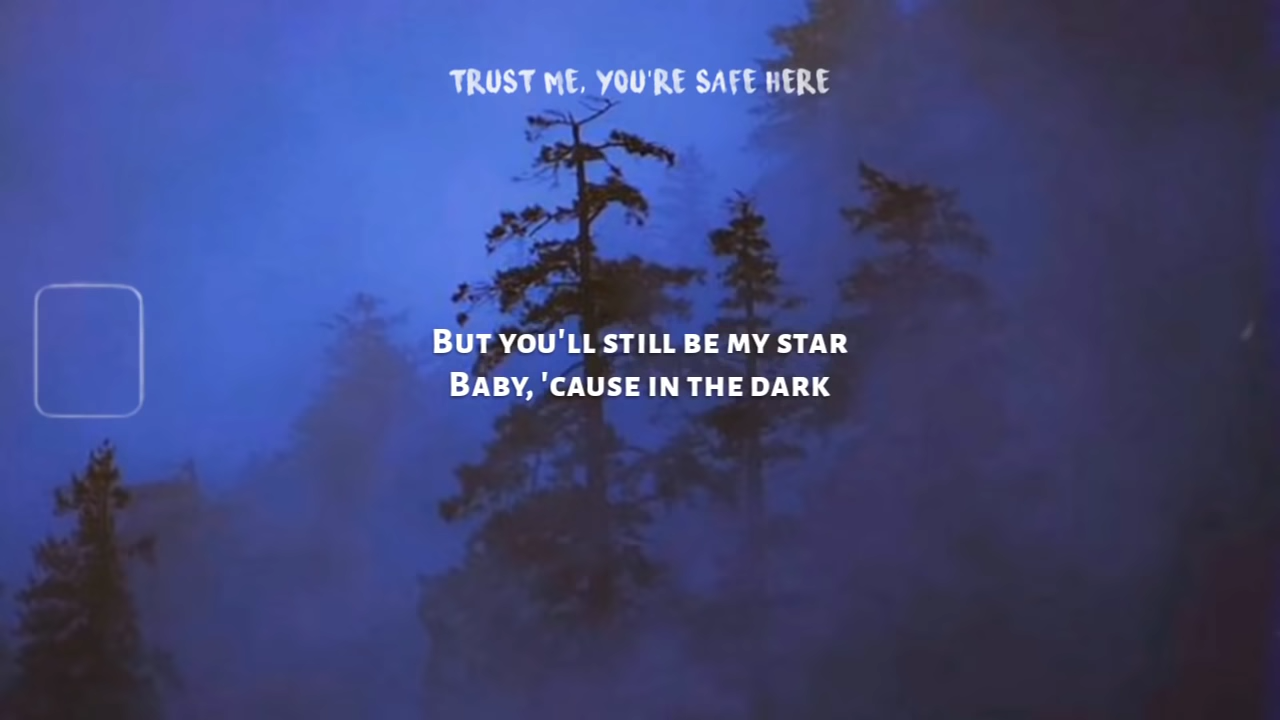 TRUST ME, YOU'RE SAFE HERE
BUT YOU'LL STILL BE MY STAR
BABY, 'CAUSE IN THE DARK